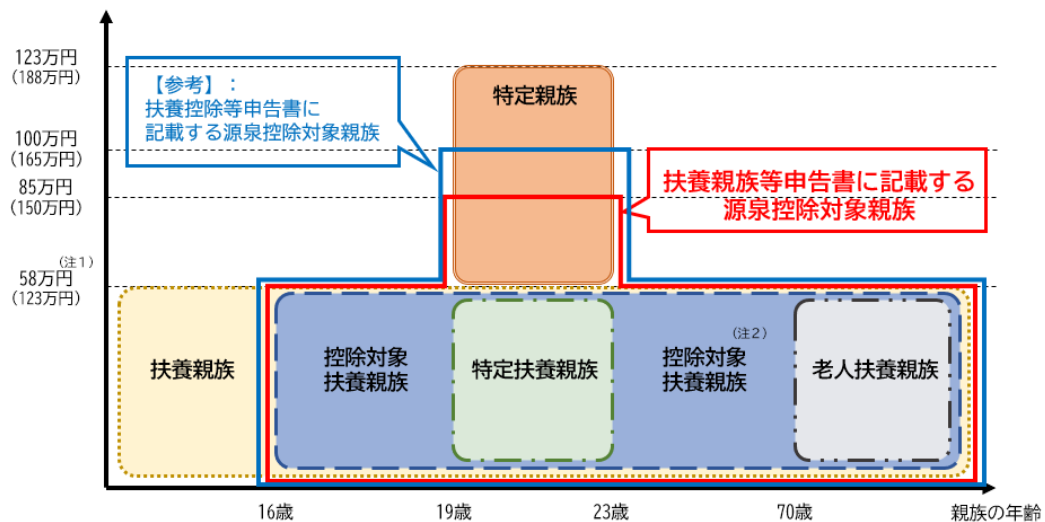 123万円
(188万円)
100万円
(165万円)
85万円
(150万円)
(注1)
58万円
(123万円)
【参考】:
扶養控除等申告書に
記載する源泉控除対象親族
特定親族
扶養親族等申告書に記載する
源泉控除対象親族
扶養親族
控除対象
扶養親族
特定扶養親族
(注2)
控除対象
扶養親族
老人扶養親族
16歳
19歳
23歳
70歳
親族の年齢